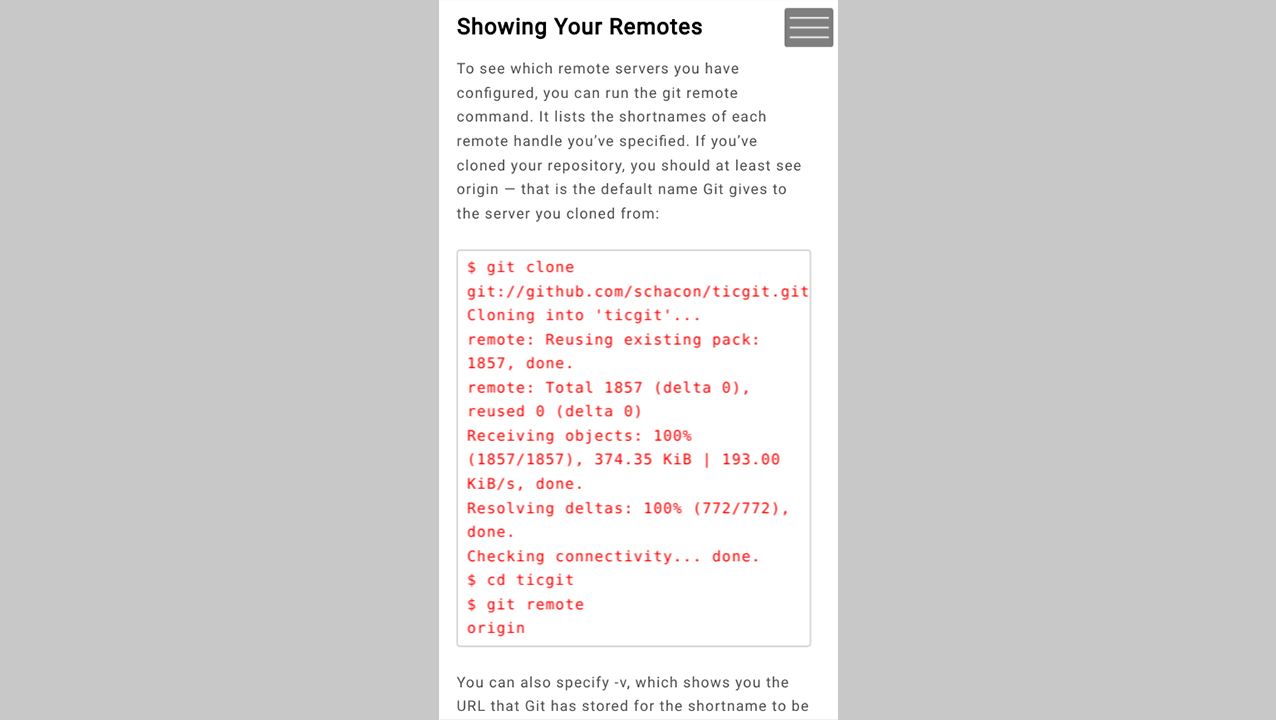 Showing Your Remotes
To see which remote servers you have
configured, you can run the git remote
command. It lists the shortnames of each
remote handle you’ve specified. If you’ve
cloned your repository, you should at least see
origin — that is the default name Git gives to
the server you cloned from:
$ git clone
git://github.com/schacon/ticgit.git
Cloning into 'ticgit'...
remote: Reusing existing pack:
1857, done.
remote: Total 1857 (delta 0),
reused 0 (delta 0)
Receiving objects: 100%
(1857/1857), 374.35 KiB | 193.00
KiB/s, done.
Resolving deltas: 100% (772/772),
done.
Checking connectivity... done.
$ cd ticgit
$ git remote
origin
You can also specify -v, which shows you the
URL that Git has stored for the shortname to be